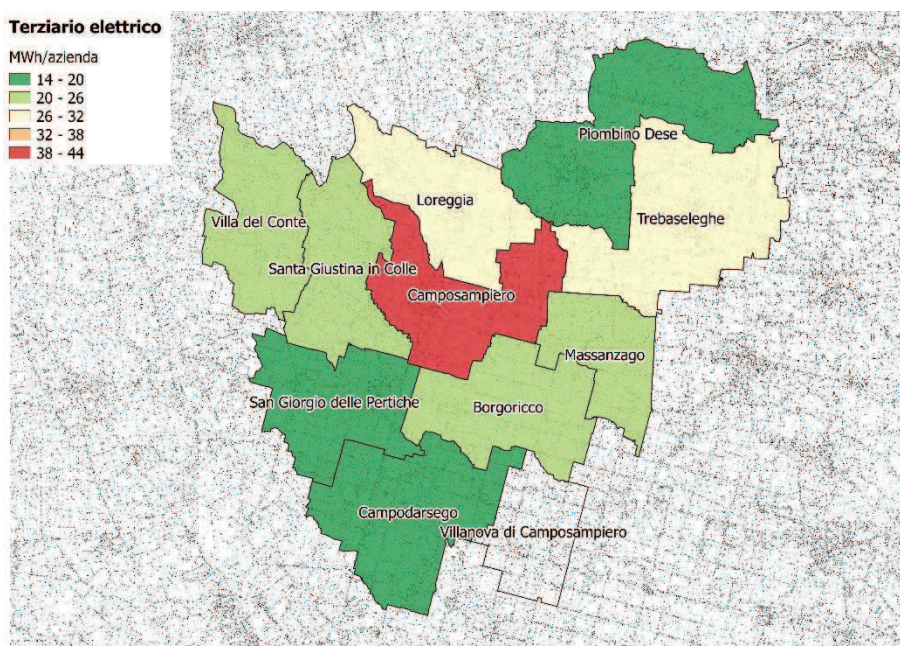 Terziario elettrico
MWh/azienda
14 - 20
20 - 26
26 - 32
32 - 38
38 - 44
Piombino Dese
Loreggia
Trebaseleghe
Villa del Conte
Santa Giustina in Colle
Camposampiero
Massanzago
San Giorgio delle Pertiche
Borgoricco
Campodarsego
Villanova di Camposampiero